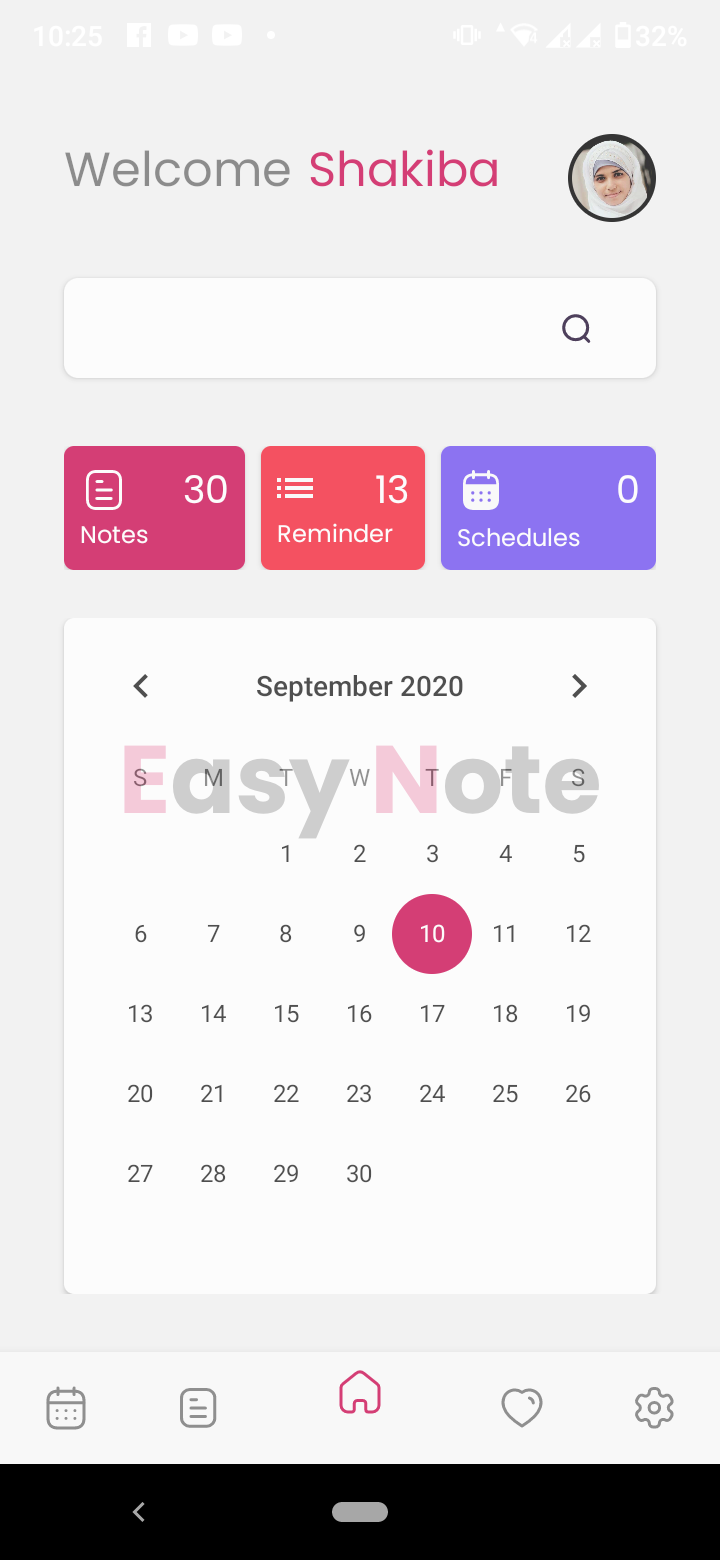 10:25 32%
Welcome Shakiba
30 13 0
Notes Reminder Schedules
September 2020
Easy Note
S M T W T F S
1 2 3 4 5
6 7 8 9 10 11 12
13 14 15 16 17 18 19
20 21 22 23 24 25 26
27 28 29 30